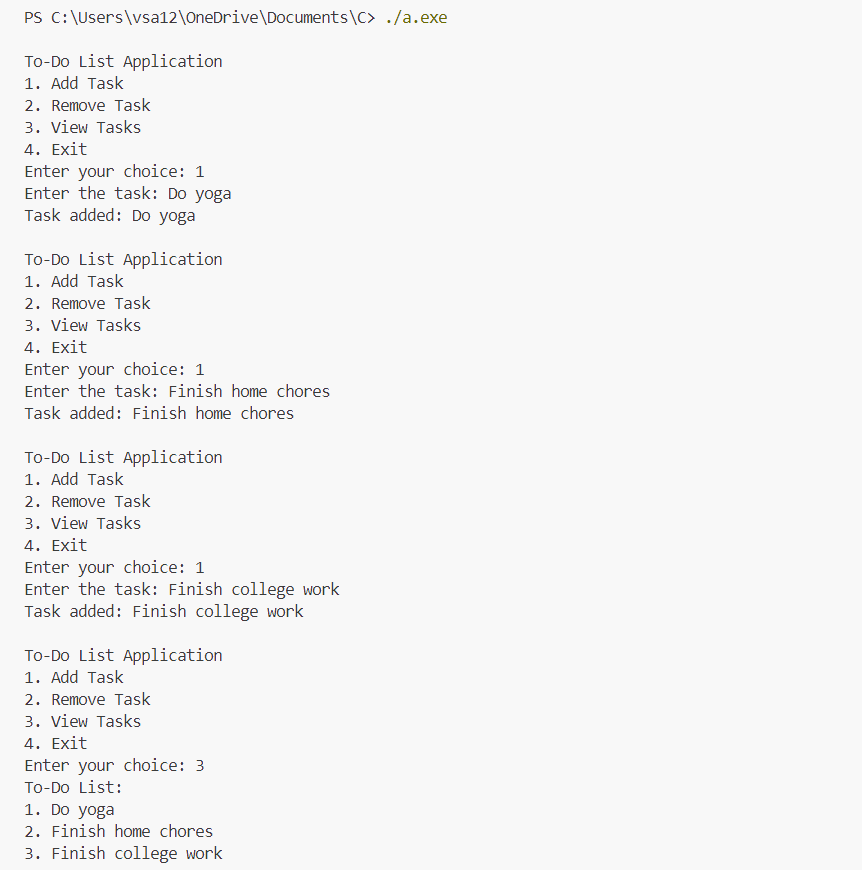 PS C:\Users\vsa12\OneDrive\Documents\C> ./a.exe
To-Do List Application
1. Add Task
2. Remove Task
3. View Tasks
4. Exit
Enter your choice: 1
Enter the task: Do yoga
Task added: Do yoga
To-Do List Application
1. Add Task
2. Remove Task
3. View Tasks
4. Exit
Enter your choice: 1
Enter the task: Finish home chores
Task added: Finish home chores
To-Do List Application
1. Add Task
2. Remove Task
3. View Tasks
4. Exit
Enter your choice: 1
Enter the task: Finish college work
Task added: Finish college work
To-Do List Application
1. Add Task
2. Remove Task
3. View Tasks
4. Exit
Enter your choice: 3
To-Do List:
1. Do yoga
2. Finish home chores
3. Finish college work